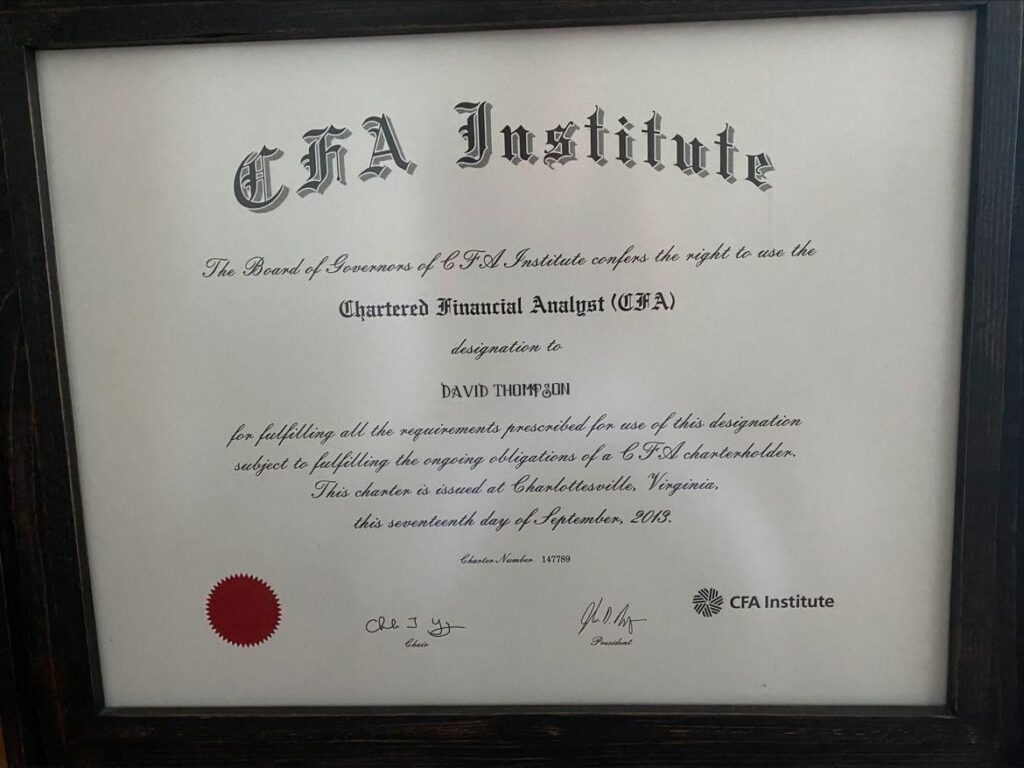 CFA Institute
The Board of Governors of CFA Institute confers the right to use the
Chartered Financial Analyst (CFA)
designation to
DAVID THOMPSON
for fulfilling all the requirements prescribed for use of this designation
subject to fulfilling the ongoing obligations of a CFA charterholder.
This charter is issued at Charlottesville, Virginia,
this seventeenth day of September, 2013.
Charter Number 147789
CFA Institute
Chair
President